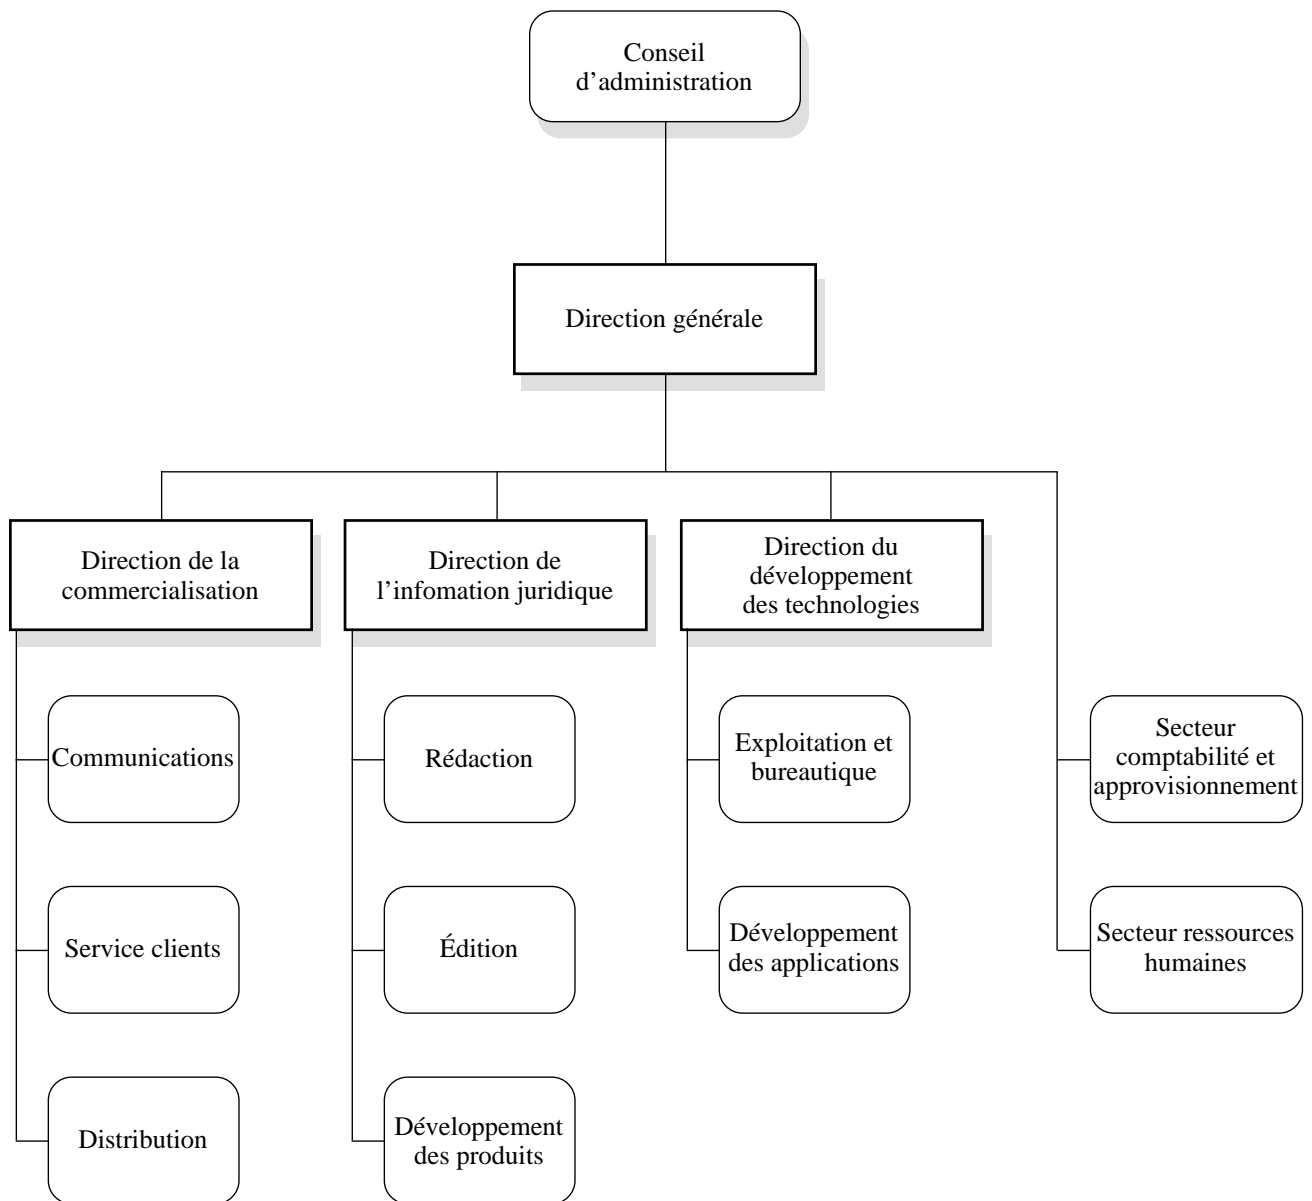 Conseil
d’administration
Direction générale
Direction de la
commercialisation
Direction de
l’infomation juridique
Direction du
développement
des technologies
Communications
Rédaction
Exploitation et
bureautique
Secteur
comptabilité et
approvisionnement
Service clients
Édition
Développement
des applications
Secteur ressources
humaines
Distribution
Développement
des produits